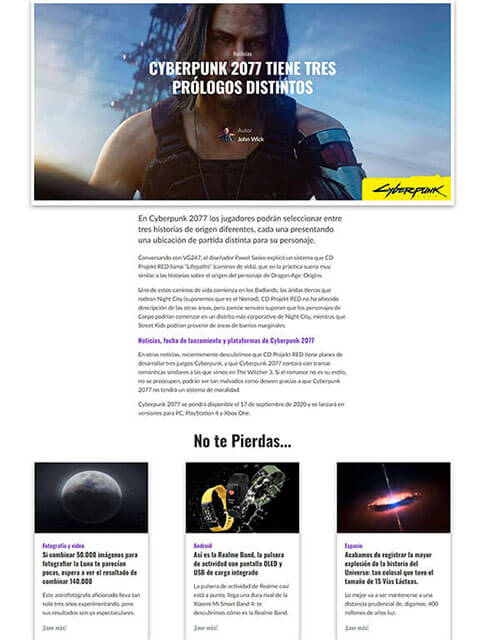 Noticias
CYBERPUNK 2077 TIENE TRES
PRÓLOGOS DISTINTOS
Autor
John Wick
Cyberpunk
2077
En Cyberpunk 2077 los jugadores podrán seleccionar entre
tres historias de origen diferentes, cada una presentando
una ubicación de partida distinta para su personaje.
Conversando con VG247, el diseñador Pawel Sasko explicó un sistema que CD
Projekt RED llama "Lifepaths" (caminos de vida), que en la práctica suena muy
similar a las historias sobre el origen del personaje de Dragon Age: Origins.
Uno de estos caminos de vida comienza en los Badlands, las áridas tierras que
rodean Night City (suponemos que es el Nomad). CD Projekt RED no ha ofrecido
descripción de las otras áreas, pero parece sensato suponer que los personajes de
Corpo podrían comenzar en un distrito más corporativo de Night City, mientras que
Street Kids podrían provenir de áreas de barrios marginales.
Noticias, fecha de lanzamiento y plataformas de Cyberpunk 2077
En otras noticias, recientemente descubrimos que CD Projekt RED tiene planes de
desarrollar tres juegos Cyberpunk, y que Cyberpunk 2077 contará con tramas
románticas similares a las que vimos en The Witcher 3. Si el romance no es su estilo,
no se preocupen, podrán ser tan malvados como deseen gracias a que Cyberpunk
2077 no tendrá un sistema de moralidad.
Cyberpunk 2077 se pondrá disponible el 17 de septiembre de 2020 y se lanzará en
versiones para PC, PlayStation 4 y Xbox One.
No te Pierdas...
Fotografía y vídeo
Si combinar 50.000 imágenes para
fotografiar la Luna te parecían
pocas, espera a ver el resultado de
combinar 140.000
Este astrofotógrafo aficionado lleva tan
solo tres años experimentando, pero
sus resultados son ya espectaculares.
¡Leer más!
Android
Así es la Realme Band, la pulsera
de actividad con pantalla OLED y
USB de carga integrado
La pulsera de actividad de Realme casi
está a punto, llega una dura rival de la
Xiaomi Mi Smart Band 4: te
descubrimos cómo es la Realme Band.
¡Leer más!
Espacio
Acabamos de registrar la mayor
explosión de la historia del
Universo: tan colosal que tuvo el
tamaño de 15 Vías Lácteas.
Lo mejor va a ser mantenerse a una
distancia prudencial de, digamos, 400
millones de años luz.
¡Leer más!